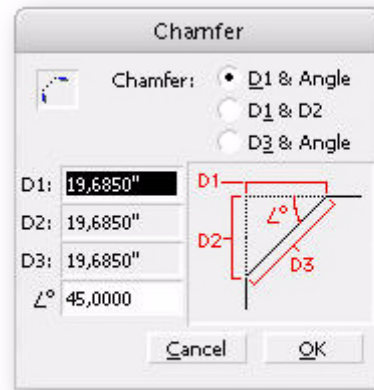 Chamfer
Chamfer: D1 & Angle
D1 & D2
D3 & Angle
D1: 19,6850"
D2: 19,6850"
D3: 19,6850"
∠° 45,0000
D1
∠°
D2
D3
Cancel OK